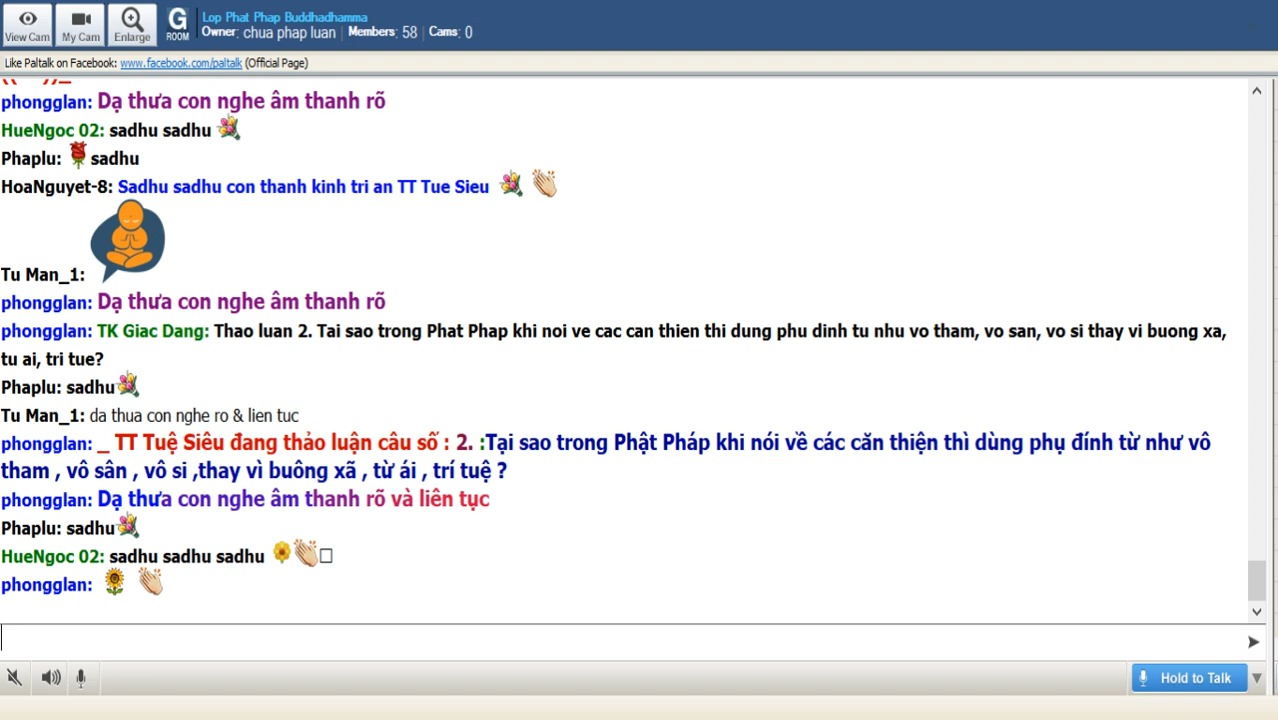 View Cam
My Cam
Enlarge
G
ROOM
Lop Phat Phap Buddhadhamma
Owner: chua phap luan | Members: 58 | Cams: 0
Like Paltalk on Facebook: www.facebook.com/paltalk (Official Page)
phongglan: Dạ thưa con nghe âm thanh rõ
HueNgoc 02: sadhu sadhu
Phaplu: sadhu
HoaNguyet-8: Sadhu sadhu con thanh kinh tri an TT Tue Sieu
Tu Man_1:
phongglan: Dạ thưa con nghe âm thanh rõ
phongglan: TK Giac Dang: Thao luan 2. Tai sao trong Phat Phap khi noi ve cac can thien thi dung phu dinh tu nhu vo tham, vo san, vo si thay vi buong xa,
tu ai, tri tue?
Phaplu: sadhu
Tu Man_1: da thua con nghe ro & lien tuc
phongglan: _ TT Tuệ Siêu đang thảo luận câu số : 2. :Tại sao trong Phật Pháp khi nói về các căn thiện thì dùng phụ đính từ như vô
tham , vô sân , vô si ,thay vì buông xã , từ ái , trí tuệ ?
phongglan: Dạ thưa con nghe âm thanh rõ và liên tục
Phaplu: sadhu
HueNgoc 02: sadhu sadhu sadhu
phongglan:
Hold to Talk